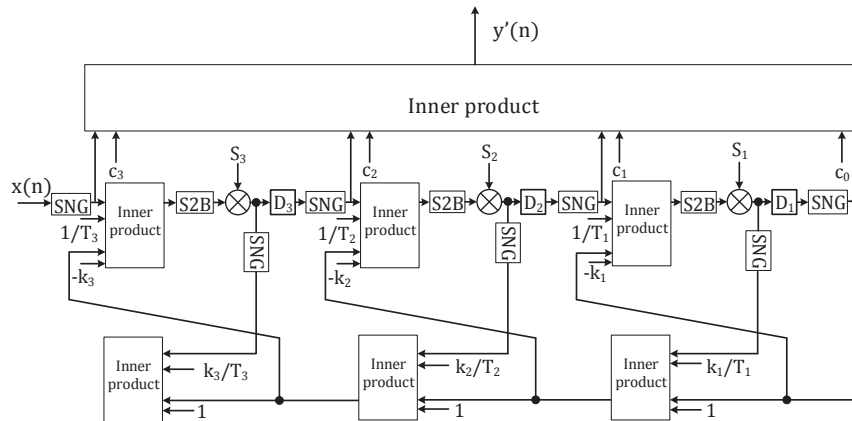 y'(n)
Inner product
c₃
c₂
c₁
c₀
S₃
S₂
S₁
x(n)
SNG
Inner product
S2B
D₃
SNG
Inner product
S2B
D₂
SNG
Inner product
S2B
D₁
SNG
1/T₃
1/T₂
1/T₁
SNG
SNG
SNG
-k₃
-k₂
-k₁
Inner product
k₃/T₃
1
Inner product
k₂/T₂
1
Inner product
k₁/T₁
1